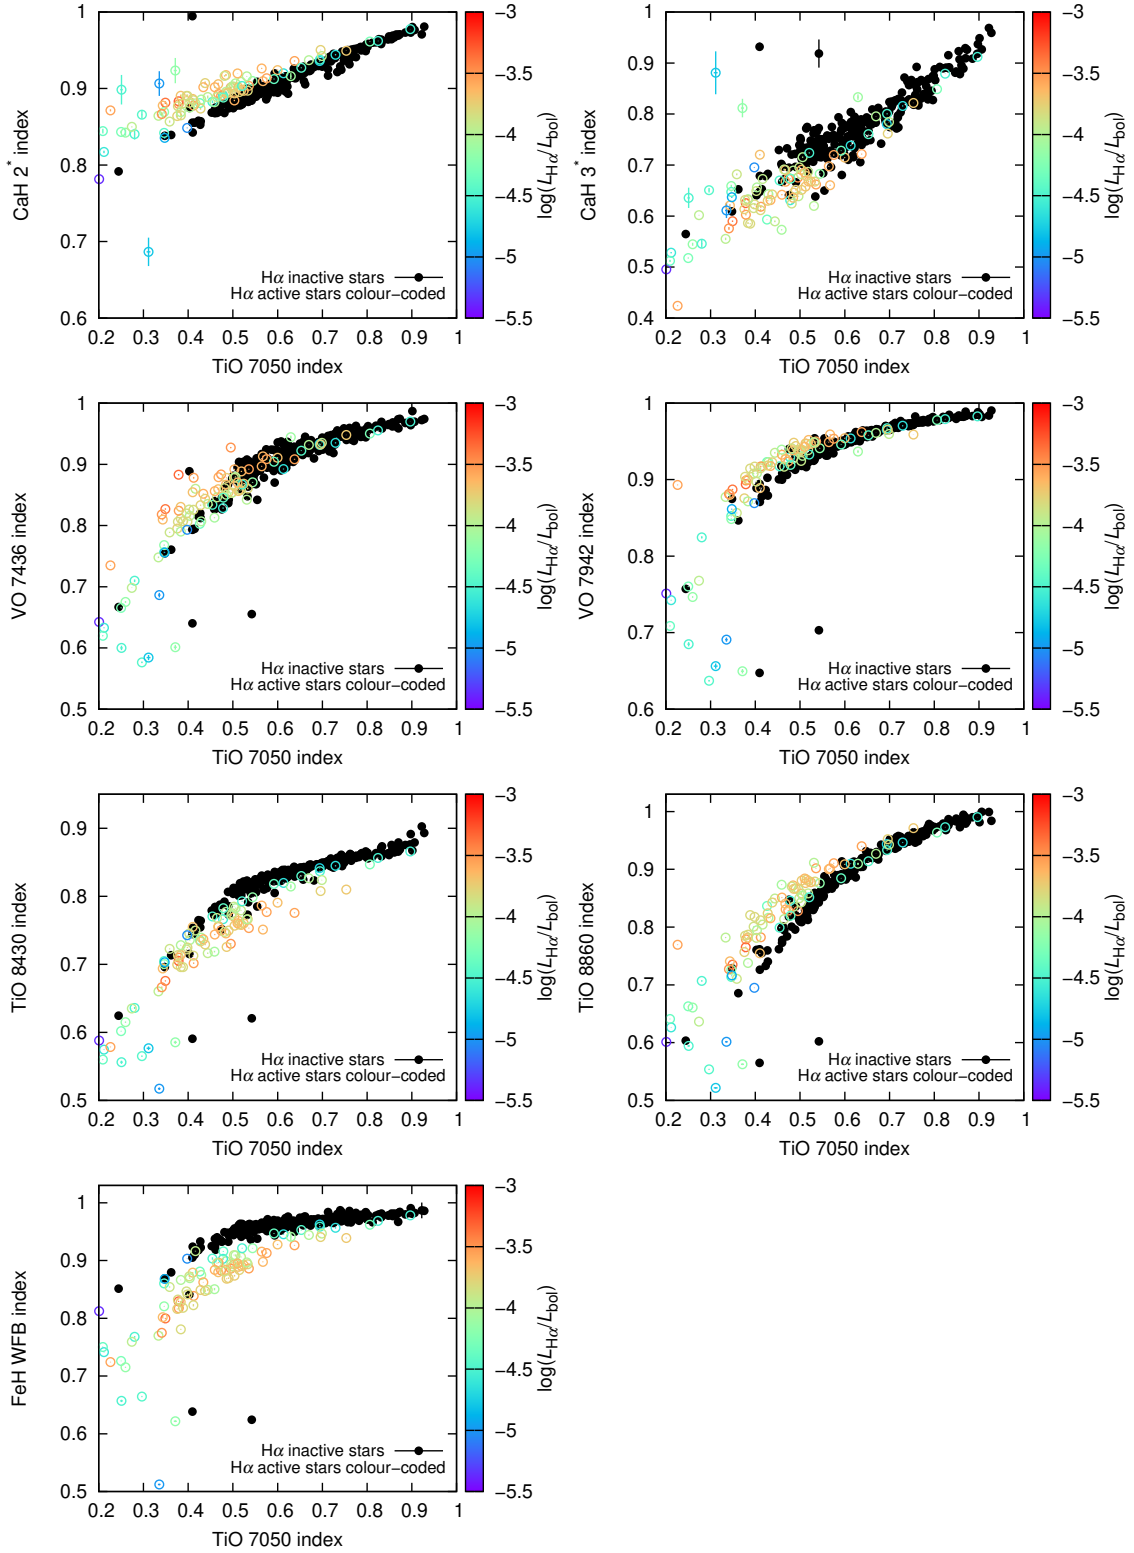 1
0.9
0.8
0.7
0.6
CaH 2* index
Hα inactive stars
Hα active stars colour−coded
0.2 0.3 0.4 0.5 0.6 0.7 0.8 0.9 1
TiO 7050 index
−3
−3.5
−4
−4.5
−5
−5.5
log(LHα/Lbol)
1
0.9
0.8
0.7
0.6
0.5
0.4
CaH 3* index
Hα inactive stars
Hα active stars colour−coded
0.2 0.3 0.4 0.5 0.6 0.7 0.8 0.9 1
TiO 7050 index
−3
−3.5
−4
−4.5
−5
−5.5
log(LHα/Lbol)
1
0.9
0.8
0.7
0.6
0.5
VO 7436 index
Hα inactive stars
Hα active stars colour−coded
0.2 0.3 0.4 0.5 0.6 0.7 0.8 0.9 1
TiO 7050 index
−3
−3.5
−4
−4.5
−5
−5.5
log(LHα/Lbol)
1
0.9
0.8
0.7
0.6
VO 7942 index
Hα inactive stars
Hα active stars colour−coded
0.2 0.3 0.4 0.5 0.6 0.7 0.8 0.9 1
TiO 7050 index
−3
−3.5
−4
−4.5
−5
−5.5
log(LHα/Lbol)
0.9
0.8
0.7
0.6
0.5
TiO 8430 index
Hα inactive stars
Hα active stars colour−coded
0.2 0.3 0.4 0.5 0.6 0.7 0.8 0.9 1
TiO 7050 index
−3
−3.5
−4
−4.5
−5
−5.5
log(LHα/Lbol)
1
0.9
0.8
0.7
0.6
0.5
TiO 8860 index
Hα inactive stars
Hα active stars colour−coded
0.2 0.3 0.4 0.5 0.6 0.7 0.8 0.9 1
TiO 7050 index
−3
−3.5
−4
−4.5
−5
−5.5
log(LHα/Lbol)
1
0.9
0.8
0.7
0.6
0.5
FeH WFB index
Hα inactive stars
Hα active stars colour−coded
0.2 0.3 0.4 0.5 0.6 0.7 0.8 0.9 1
TiO 7050 index
−3
−3.5
−4
−4.5
−5
−5.5
log(LHα/Lbol)